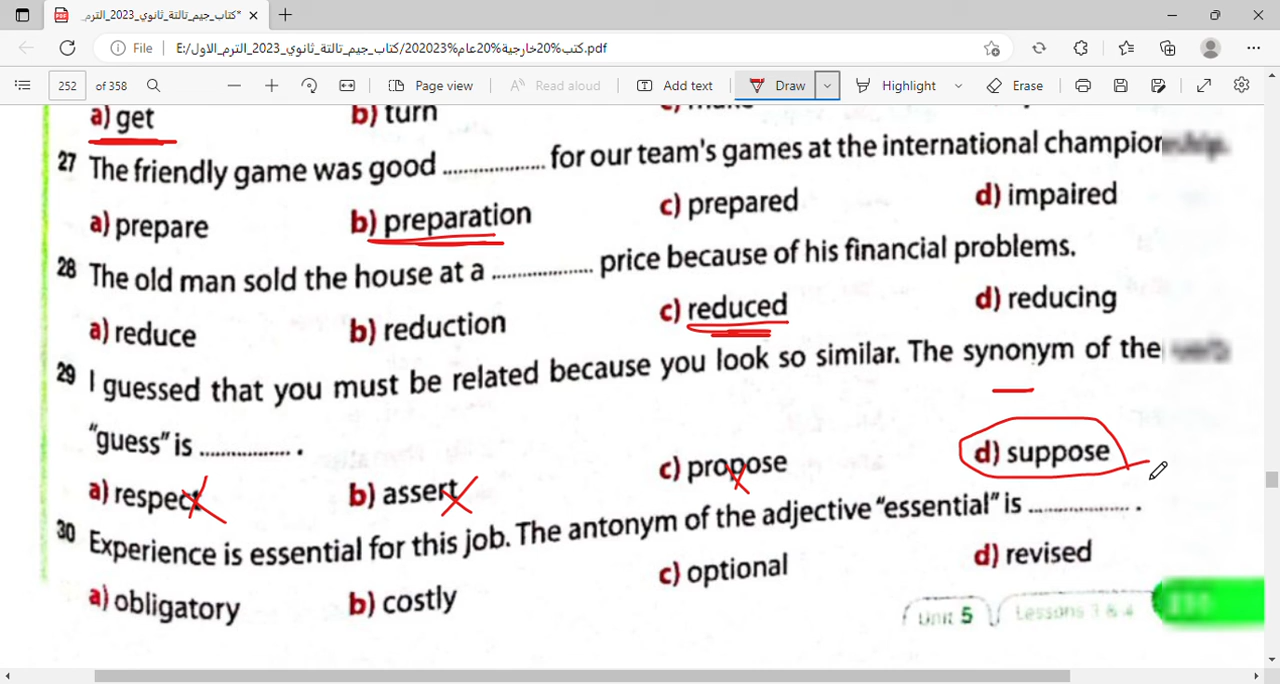 *كتاب_جيم_تالتة_ثانوي_2023_الترم_
File E:/كتب%20خارجية%20عام%202023/كتاب_جيم_تالتة_ثانوي_2023_الترم_الاول.pdf
252 of 358 Page view Read aloud Add text Draw Highlight Erase
a) get b) turn
27 The friendly game was good .................... for our team's games at the international
a) prepare b) preparation c) prepared d) impaired
28 The old man sold the house at a .................... price because of his financial problems.
a) reduce b) reduction c) reduced d) reducing
29 I guessed that you must be related because you look so similar. The synonym of the
"guess" is .................. .
a) respect b) assert c) propose d) suppose
30 Experience is essential for this job. The antonym of the adjective "essential" is .................... .
a) obligatory b) costly c) optional d) revised
Unit 5 Lessons 3 & 4